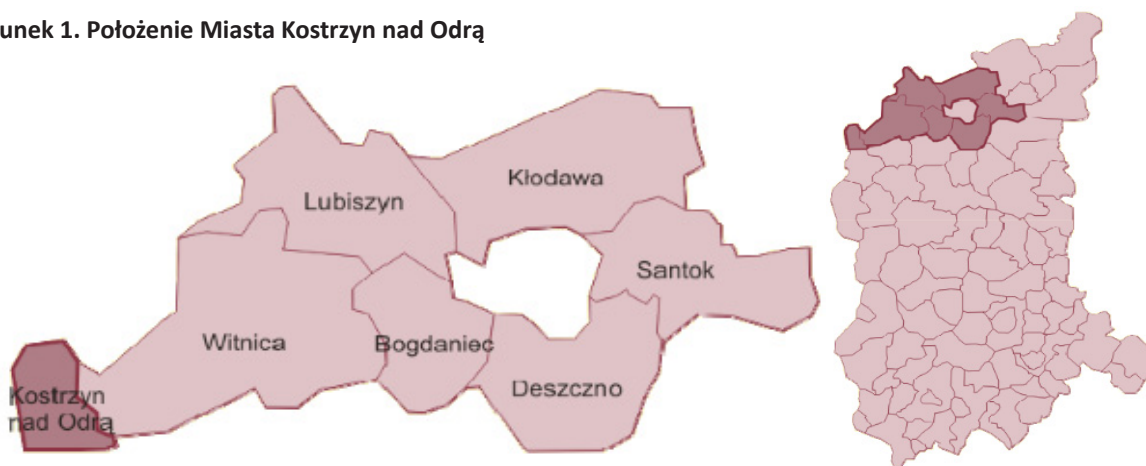 unek 1. Położenie Miasta Kostrzyn nad Odrą
Kłodawa
Lubiszyn
Santok
Witnica
Bogdaniec
Deszczno
Kostrzyn
nad Odrą